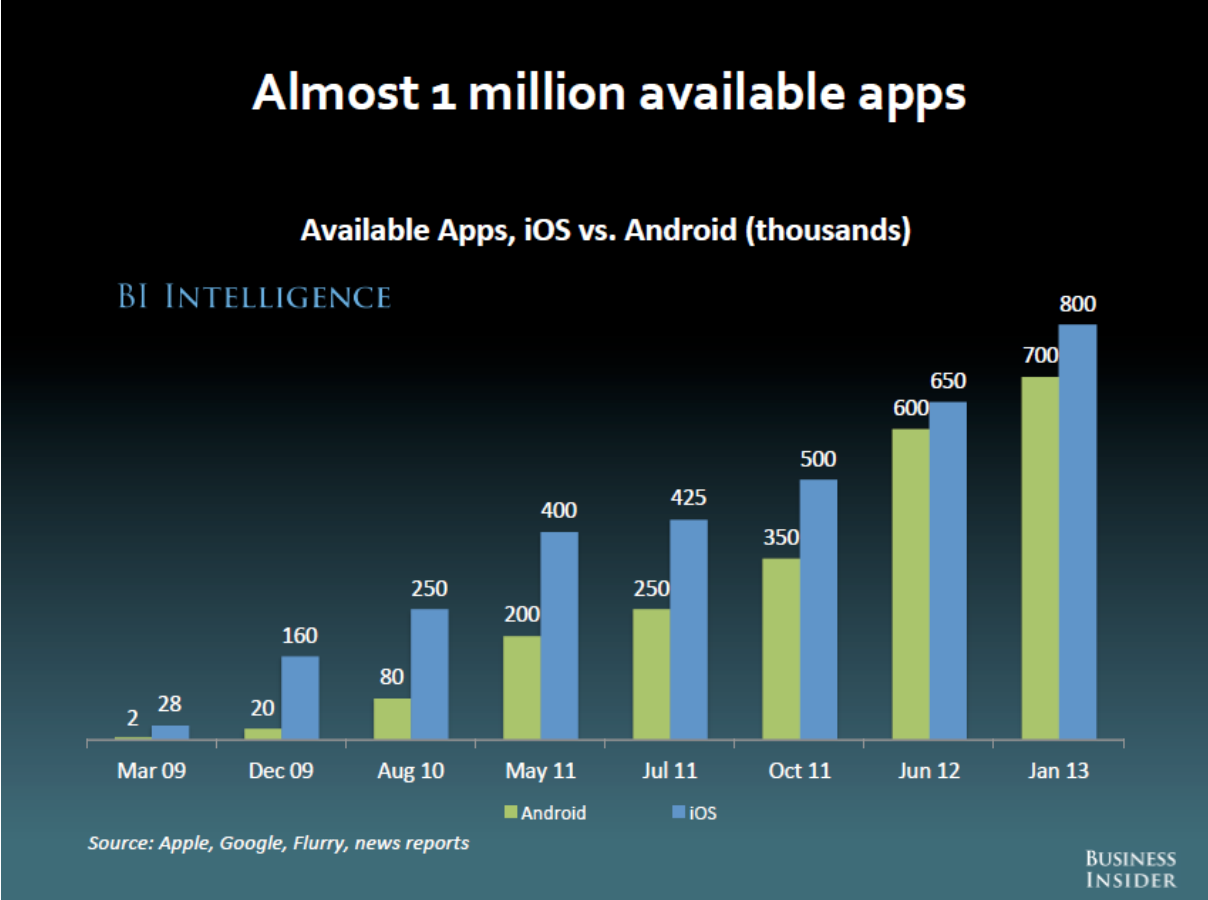 Almost 1 million available apps
Available Apps, iOS vs. Android (thousands)
BI INTELLIGENCE
2 28
20 160
80 250
200 400
250 425
350 500
600 650
700 800
Mar 09 Dec 09 Aug 10 May 11 Jul 11 Oct 11 Jun 12 Jan 13
Android iOS
Source: Apple, Google, Flurry, news reports
BUSINESS
INSIDER